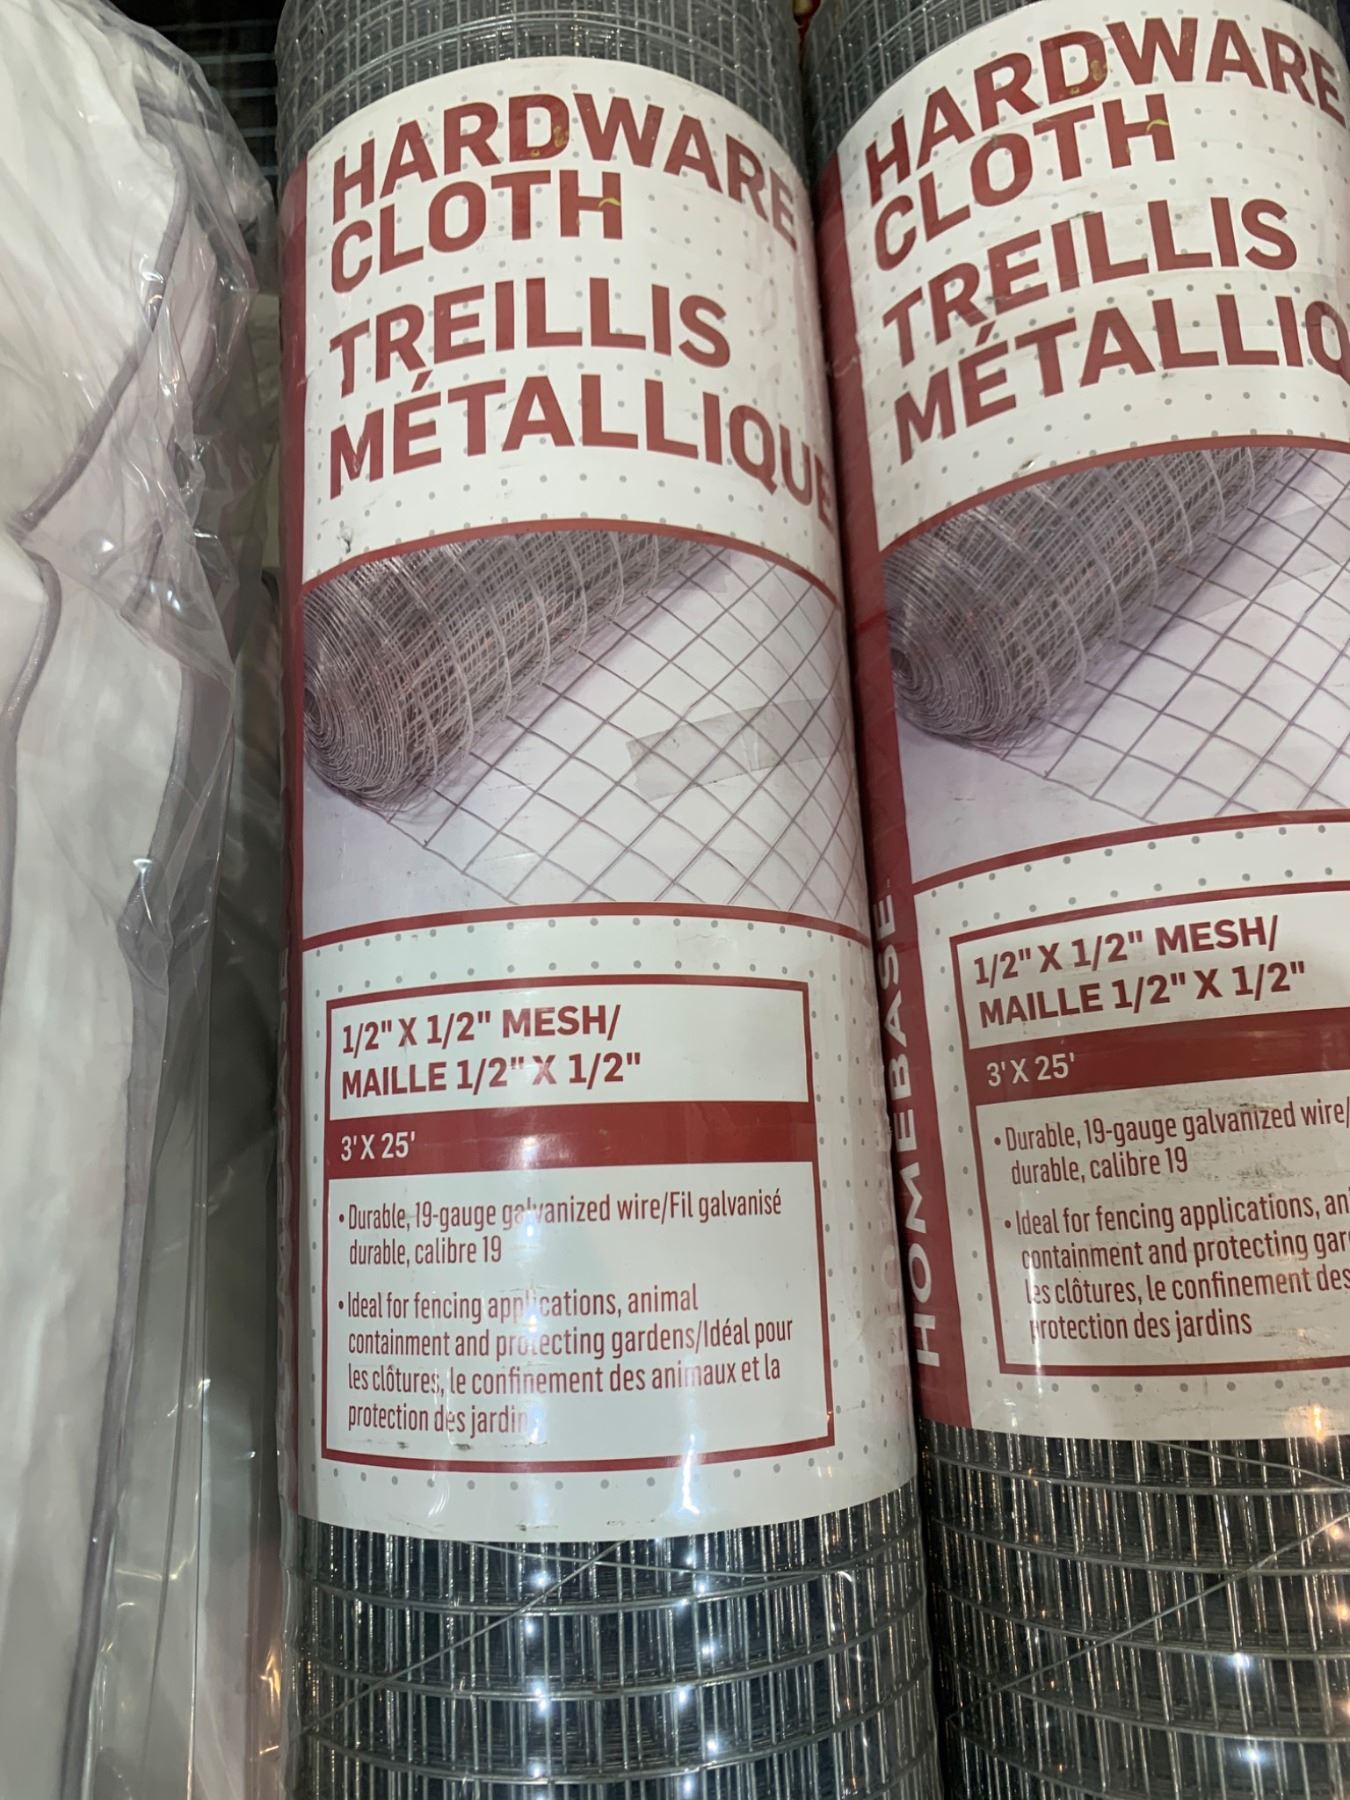 HARDWARE
CLOTH
TREILLIS
MÉTALLIQUE
1/2" X 1/2" MESH/
MAILLE 1/2" X 1/2"
3' X 25'
• Durable, 19-gauge galvanized wire/Fil galvanisé
durable, calibre 19
• Ideal for fencing applications, animal
containment and protecting gardens/Idéal pour
les clôtures, le confinement des animaux et la
protection des jardins
HOMEBASE
HARDWARE
CLOTH
TREILLIS
MÉTALLIQ
1/2" X 1/2" MESH/
MAILLE 1/2" X 1/2"
3' X 25'
• Durable, 19-gauge galvanized wire/
durable, calibre 19
• Ideal for fencing applications, an
containment and protecting gar
les clôtures, le confinement des
protection des jardins